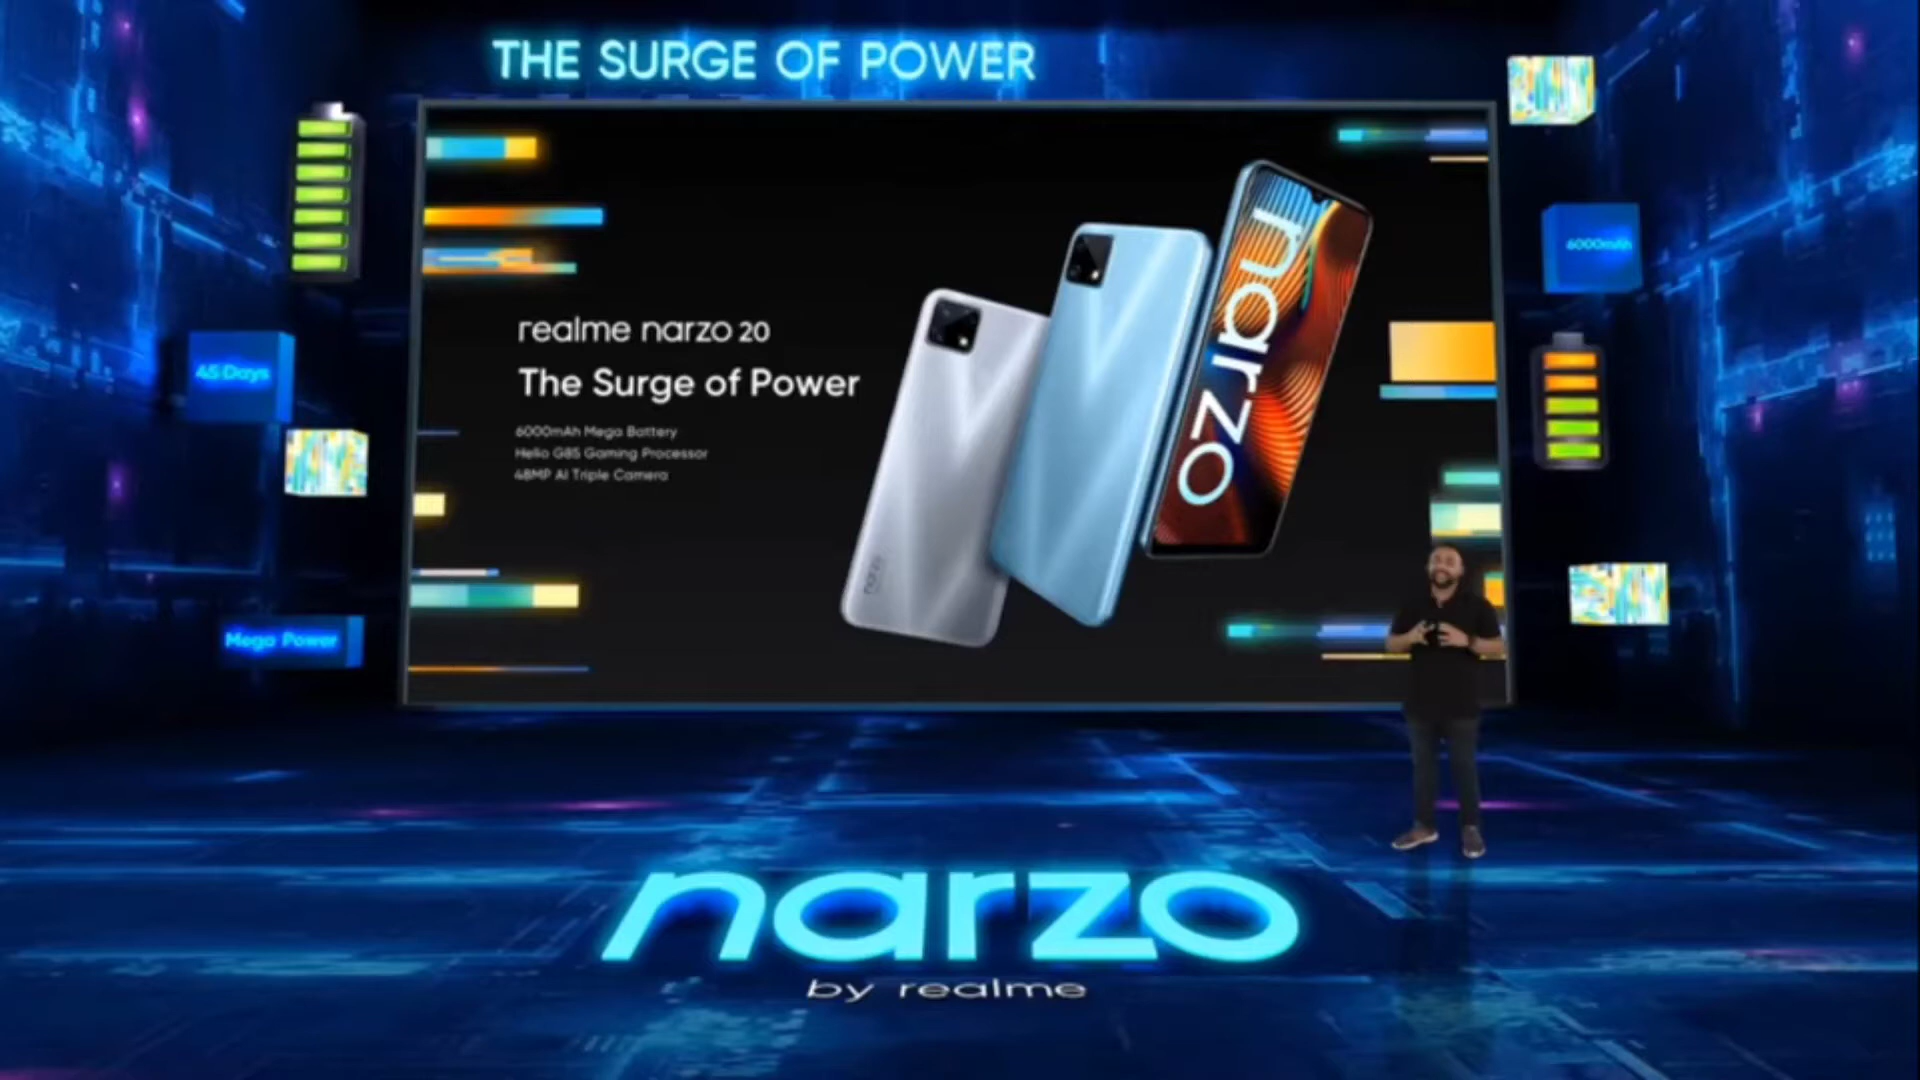 THE SURGE OF POWER
realme narzo 20
The Surge of Power
6000mAh Mega Battery
Helio G85 Gaming Processor
48MP AI Triple Camera
narzo
narzo
6000mAh
45 Days
Mega Power
narzo
by realme